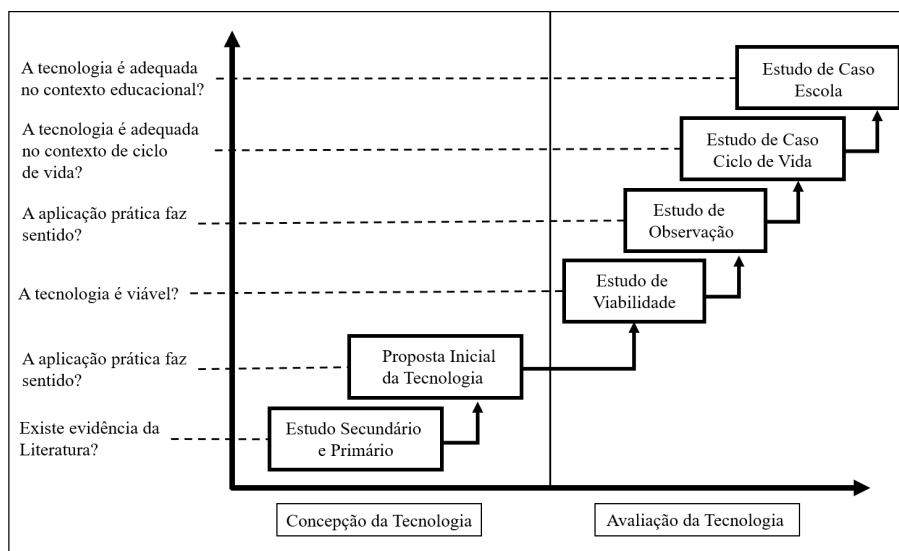 A tecnologia é adequada
no contexto educacional?
Estudo de Caso
Escola
A tecnologia é adequada
no contexto de ciclo
de vida?
Estudo de Caso
Ciclo de Vida
A aplicação prática faz
sentido?
Estudo de
Observação
A tecnologia é viável?
Estudo de
Viabilidade
A aplicação prática faz
sentido?
Proposta Inicial
da Tecnologia
Existe evidência da
Literatura?
Estudo Secundário
e Primário
Concepção da Tecnologia
Avaliação da Tecnologia